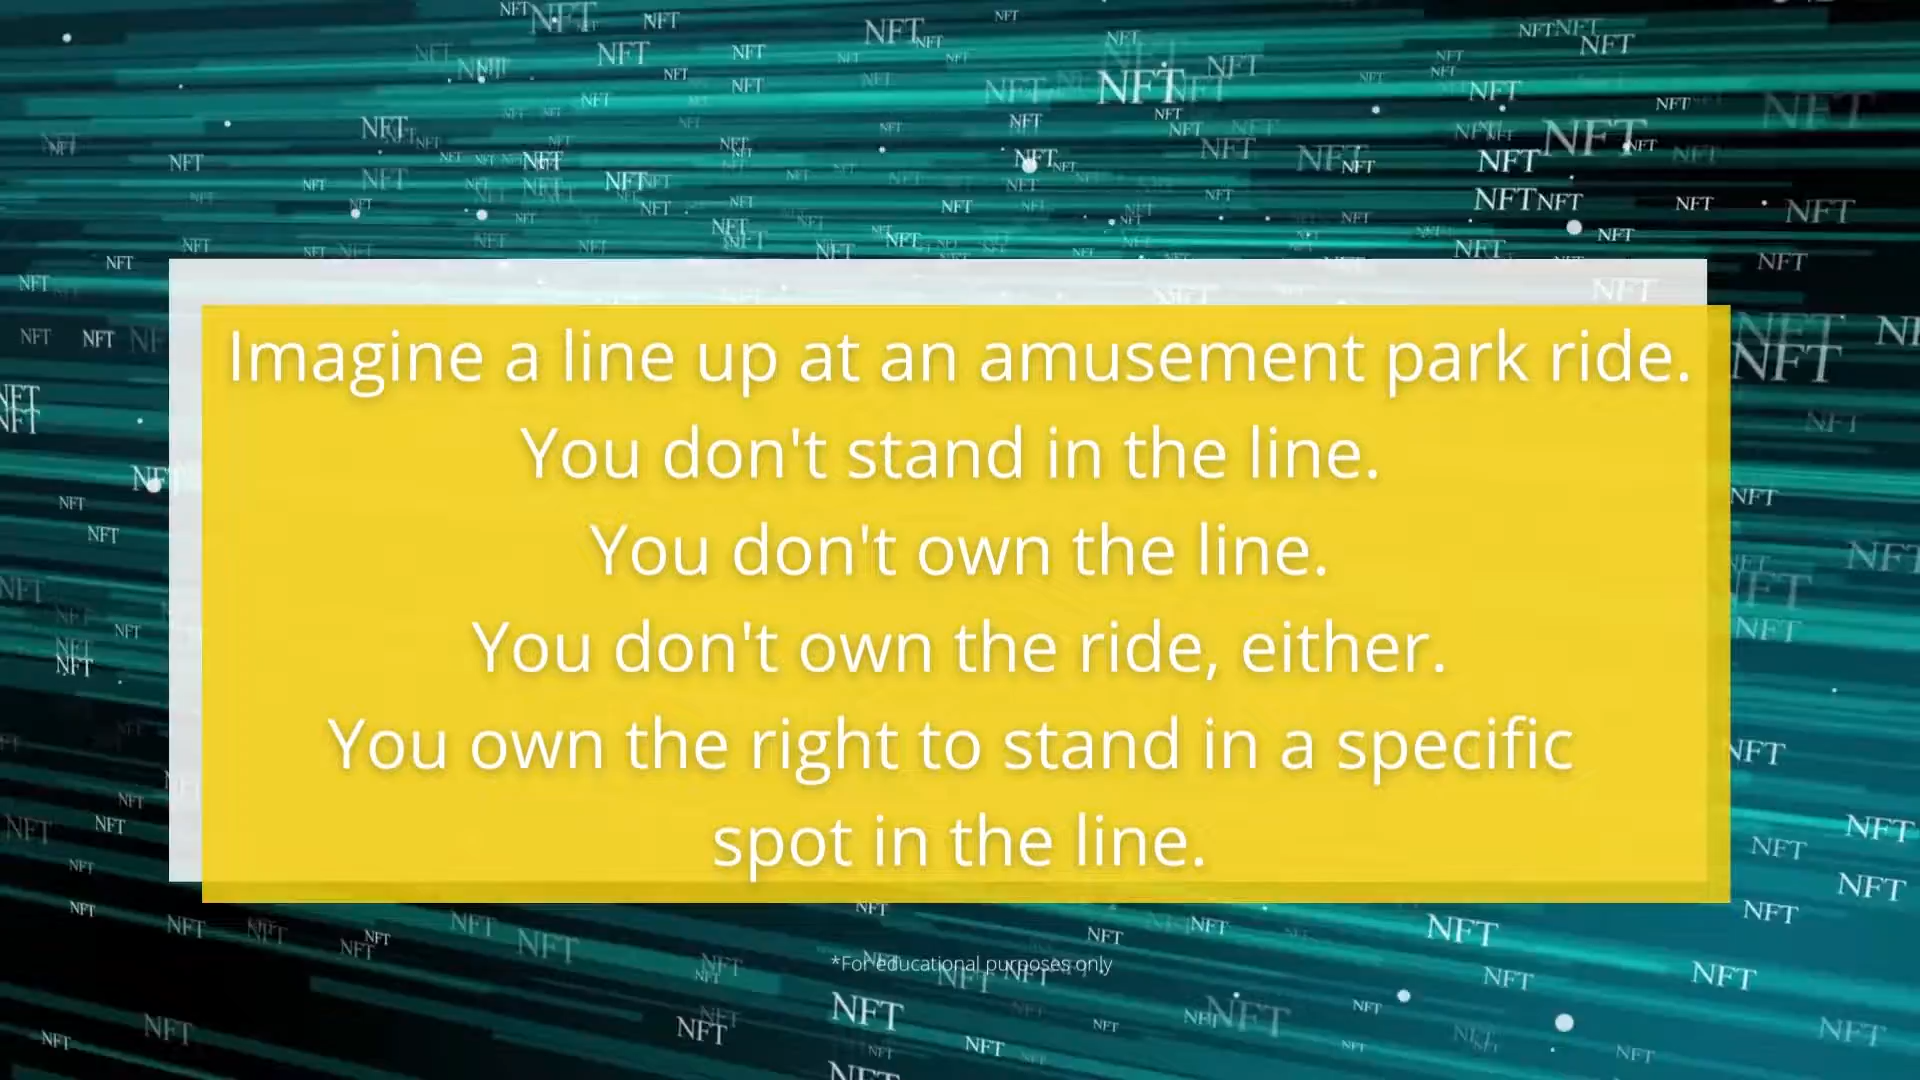 Imagine a line up at an amusement park ride.
You don't stand in the line.
You don't own the line.
You don't own the ride, either.
You own the right to stand in a specific
spot in the line.
*For educational purposes only
NFT